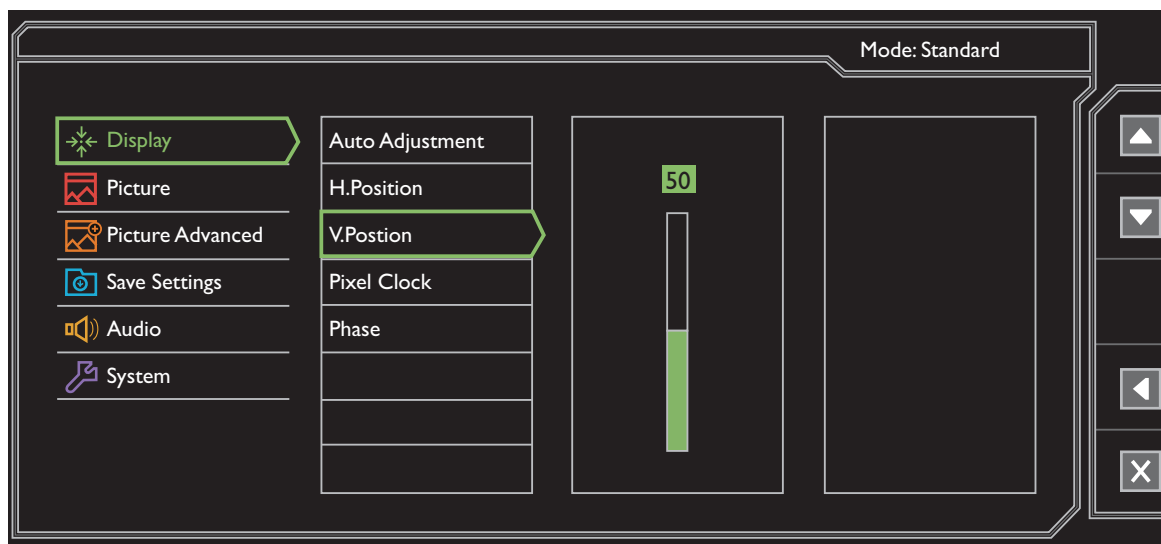 Mode: Standard
Display
Picture
Picture Advanced
Save Settings
Audio
System
Auto Adjustment
H.Position
V.Postion
Pixel Clock
Phase
50